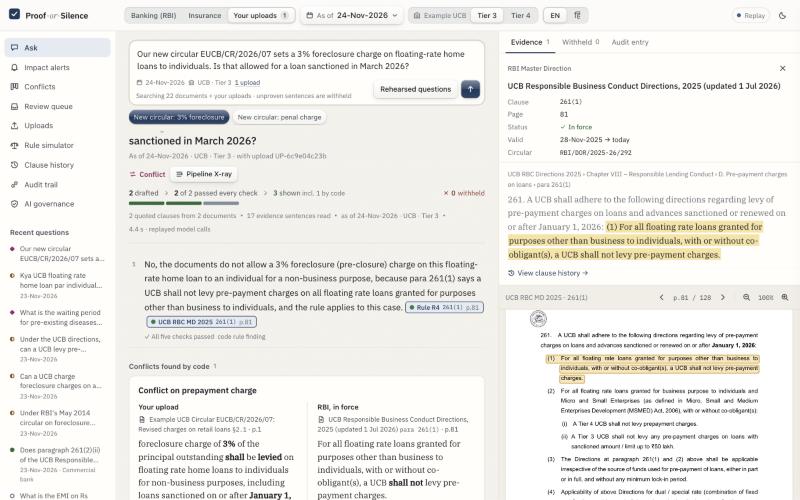 Proof-or-Silence
Banking (RBI)
Insurance
Your uploads 1
As of 24-Nov-2026
Example UCB
Tier 3
Tier 4
EN
Replay
Ask
Impact alerts
Conflicts
Review queue
Uploads
Rule simulator
Clause history
Audit trail
AI governance
Recent questions
Our new circular
EUCB/CR/2026/07 sets a...
23-Nov-2026
Kya UCB floating rate
home loan par individual...
23-Nov-2026
What is the waiting period
for pre-existing diseases...
23-Nov-2026
Under the UCB directions,
can a UCB levy pre-...
23-Nov-2026
Can a UCB charge
foreclosure charges on a...
23-Nov-2026
Under RBI's May 2014
circular on foreclosure...
23-Nov-2026
Does paragraph 261(2)(ii)
of the UCB Responsible...
23-Nov-2026 · Commercial
bank
What is the EMI on Rs
Our new circular EUCB/CR/2026/07 sets a 3% foreclosure charge on floating-rate home
loans to individuals. Is that allowed for a loan sanctioned in March 2026?
24-Nov-2026 UCB · Tier 3 · 1 upload
Searching 22 documents + your uploads · unproven sentences are withheld
Rehearsed questions
New circular: 3% foreclosure
New circular: penal charge
sanctioned in March 2026?
As of 24-Nov-2026 · UCB · Tier 3 · with upload UP-6c9e04c23b
Conflict
Pipeline X-ray
2 drafted > 2 of 2 passed every check > 3 shown incl. 1 by code
× 0 withheld
2 quoted clauses from 2 documents • 17 evidence sentences read • as of 24-Nov-2026 · UCB · Tier 3 •
4.4 s · replayed model calls
1 No, the documents do not allow a 3% foreclosure (pre-closure) charge on this floating-
rate home loan to an individual for a non-business purpose, because para 261(1) says a
UCB shall not levy pre-payment charges on all floating rate loans granted for purposes
other than business to individuals, and the rule applies to this case. Rule R4 261(1) p.81
UCB RBC MD 2025 261(1) p.81
✓ All five checks passed code rule finding
Conflicts found by code 1
Conflict on prepayment charge
Your upload
Example UCB Circular EUCB/CR/2026/07:
Revised charges on retail loans §2.1 · p.1
foreclosure charge of 3% of the
principal outstanding shall be levied on
floating rate home loans to individuals
for non-business purposes, including
loans sanctioned on or after January 1,
RBI, in force
UCB Responsible Business Conduct Directions,
2025 (updated 1 Jul 2026) para 261(1) · p.81
For all floating rate loans granted for
purposes other than business to
individuals, with or without co-
obligant(s), a UCB shall not levy pre-
payment charges.
Evidence 1
Withheld 0
Audit entry
RBI Master Direction
UCB Responsible Business Conduct Directions, 2025 (updated 1 Jul 2026)
Clause 261(1)
Page 81
Status ✓ In force
Valid 28-Nov-2025 → today
Circular RBI/DOR/2025-26/292
UCB RBC Directions 2025 › Chapter VIII – Responsible Lending Conduct › D. Pre-payment charges
on loans › para 261(1)
261. A UCB shall adhere to the following directions regarding levy of pre-
payment charges on loans and advances sanctioned or renewed on
or after January 1, 2026: (1) For all floating rate loans granted for
purposes other than business to individuals, with or without co-
obligant(s), a UCB shall not levy pre-payment charges.
View clause history →
UCB RBC MD 2025 · 261(1) p.81
p.81 / 128
100%
261. A UCB shall adhere to the following directions regarding levy of pre-payment
charges on loans and advances sanctioned or renewed on or after January 1, 2026:
(1) For all floating rate loans granted for purposes other than business to
individuals, with or without co-obligant(s), a UCB shall not levy pre-payment
charges.
(2) For all floating rate loans granted for business purpose to individuals and
Micro and Small Enterprises (as defined in Micro, Small and Medium
Enterprises Development (MSMED) Act, 2006), with or without co-obligant(s):
(i) A Tier 4 UCB shall not levy prepayment charges.
(ii) A Tier 3 UCB shall not levy any pre-payment charges on loans with
sanctioned amount / limit up to ₹50 lakh.
(3) The Directions at paragraph 261(1) and (2) above shall be applicable
irrespective of the source of funds used for pre-payment of loans, either in part
or in full, and without any minimum lock-in period.
(4) Applicability of above Directions for dual / special rate (combination of fixed